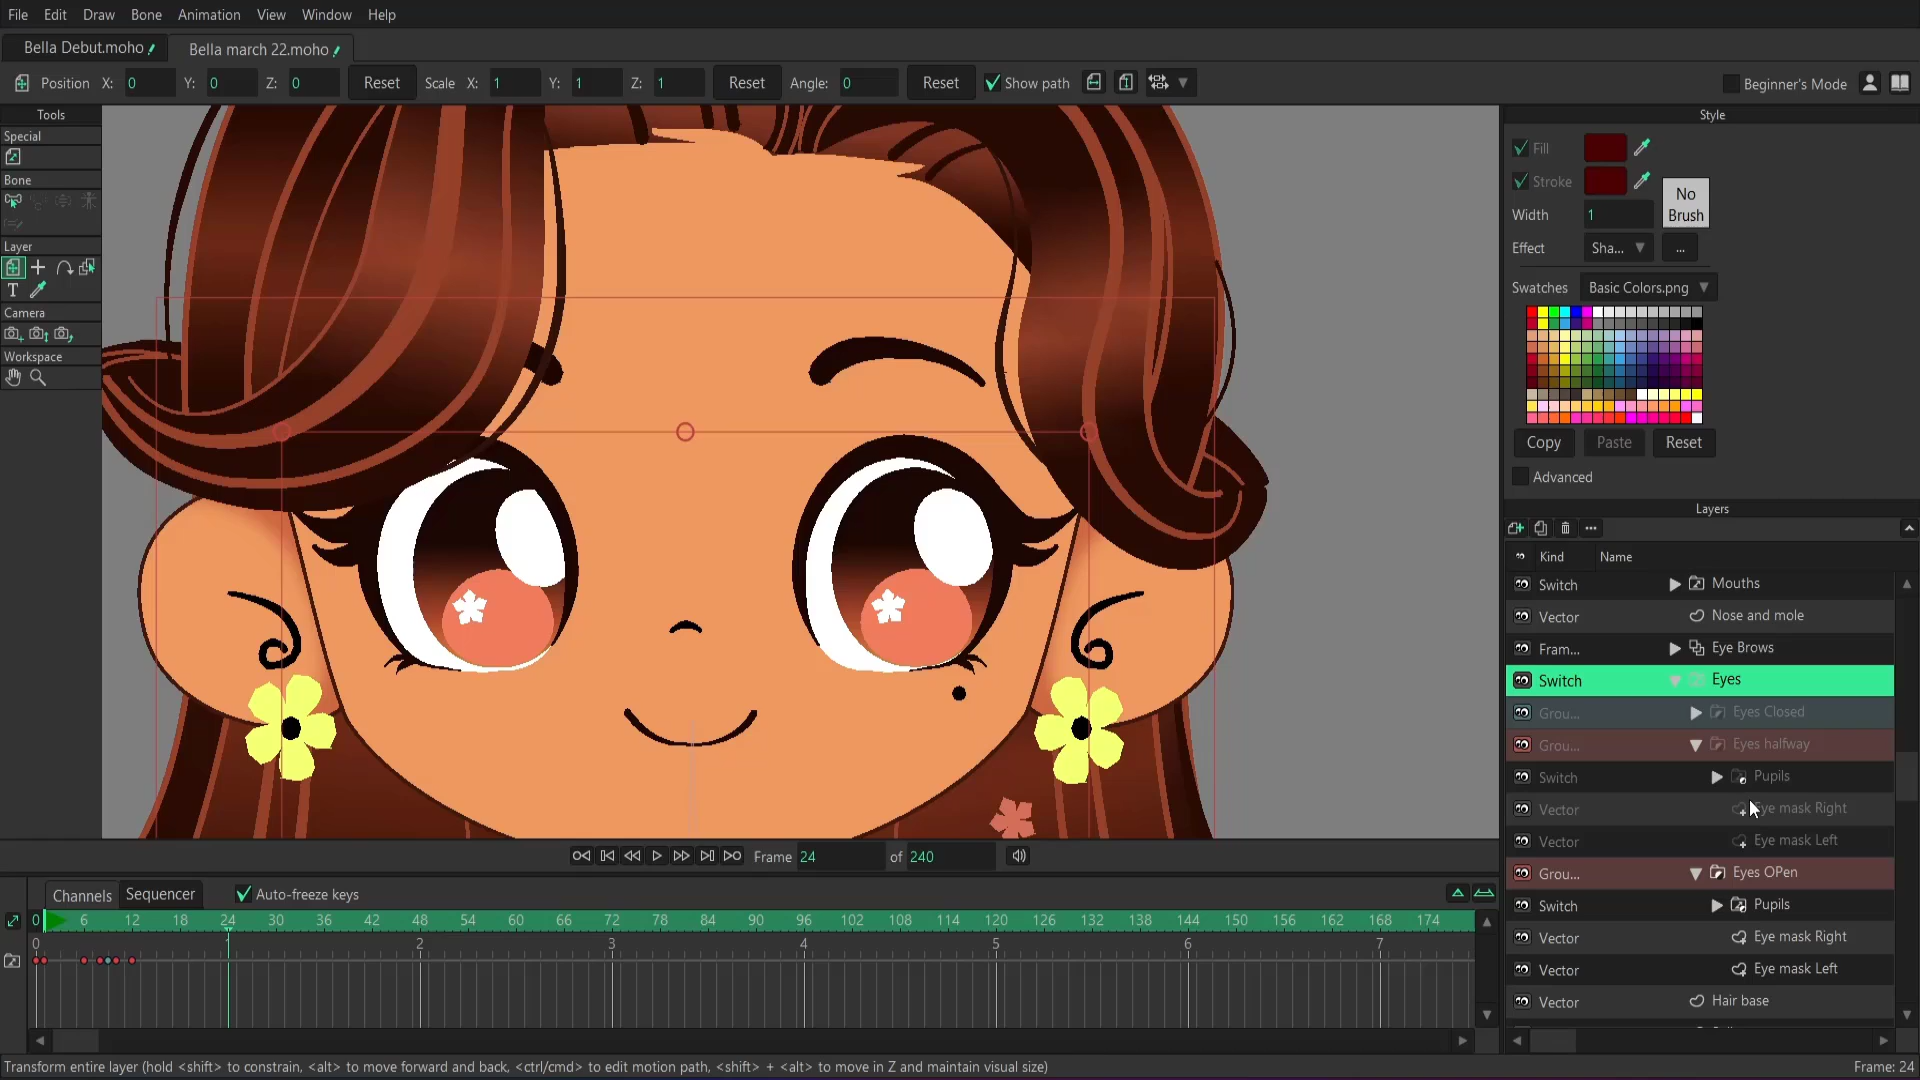 File Edit Draw Bone Animation View Window Help
Bella Debut.moho Bella march 22.moho
Position X: 0 Y: 0 Z: 0 Reset Scale X: 1 Y: 1 Z: 1 Reset Angle: 0 Reset Show path Beginner's Mode
Tools
Special
Bone
Layer
T
Camera
Workspace
Style
Fill
Stroke
No Brush
Width 1
Effect Sha... ...
Swatches Basic Colors.png
Copy Paste Reset
Advanced
Layers
Kind Name
Switch Mouths
Vector Nose and mole
Fram... Eye Brows
Switch Eyes
Grou... Eyes Closed
Grou... Eyes halfway
Switch Pupils
Vector Eye mask Right
Vector Eye mask Left
Grou... Eyes OPen
Switch Pupils
Vector Eye mask Right
Vector Eye mask Left
Vector Hair base
Frame 24 of 240
Channels Sequencer Auto-freeze keys
0 6 12 18 24 30 36 42 48 54 60 66 72 78 84 90 96 102 108 114 120 126 132 138 144 150 156 162 168 174
0 1 2 3 4 5 6 7
Transform entire layer (hold <shift> to constrain, <alt> to move forward and back, <ctrl/cmd> to edit motion path, <shift> + <alt> to move in Z and maintain visual size) Frame: 24